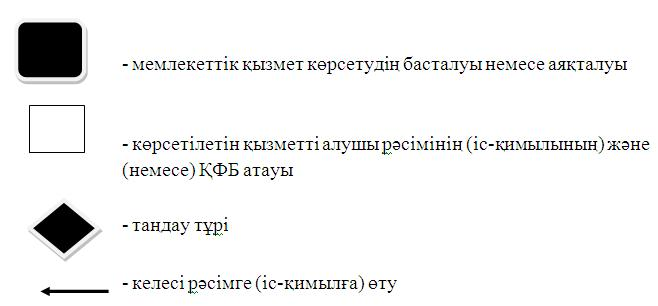 - мемлекеттік қызмет көрсетудің басталуы немесе аяқталуы
- көрсетілетін қызметті алушы рәсімінің (іс-қимылының) және
(немесе) ҚФБ атауы
- таңдау түрі
- келесі рәсімге (іс-қимылға) өту